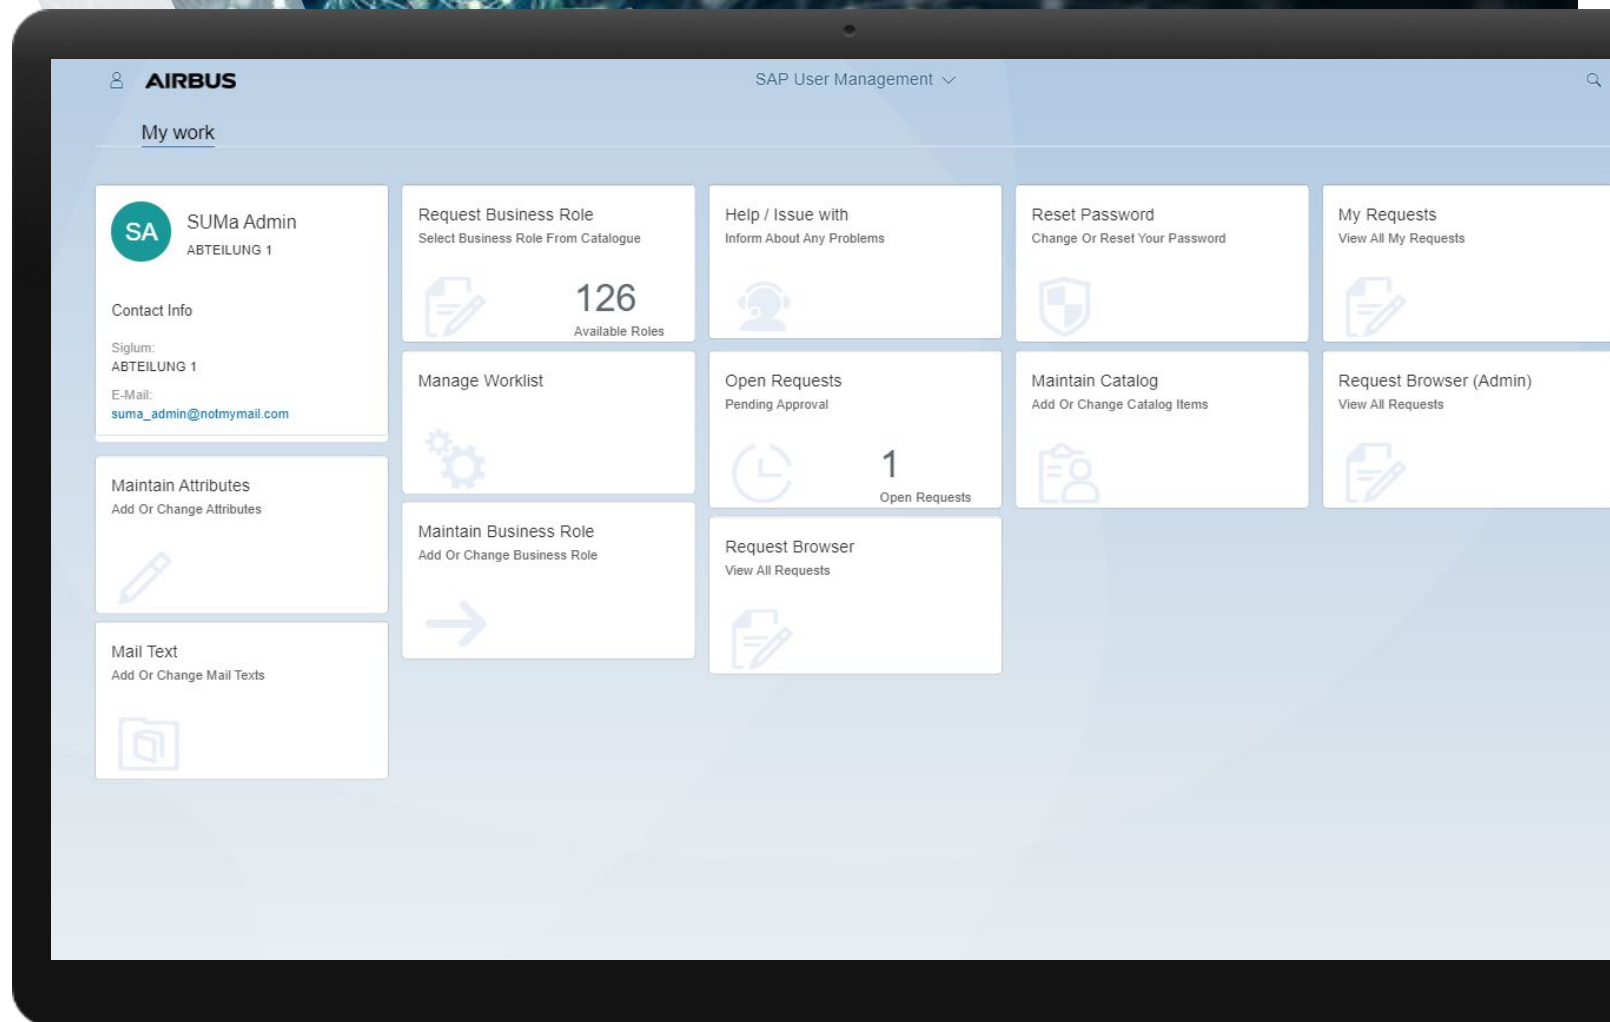 AIRBUS
SAP User Management
My work
SA
SUMa Admin
ABTEILUNG 1
Contact Info
Siglum:
ABTEILUNG 1
E-Mail:
suma_admin@notmymail.com
Request Business Role
Select Business Role From Catalogue
126
Available Roles
Help / Issue with
Inform About Any Problems
Reset Password
Change Or Reset Your Password
My Requests
View All My Requests
Manage Worklist
Open Requests
Pending Approval
1
Open Requests
Maintain Catalog
Add Or Change Catalog Items
Request Browser (Admin)
View All Requests
Maintain Attributes
Add Or Change Attributes
Maintain Business Role
Add Or Change Business Role
Request Browser
View All Requests
Mail Text
Add Or Change Mail Texts